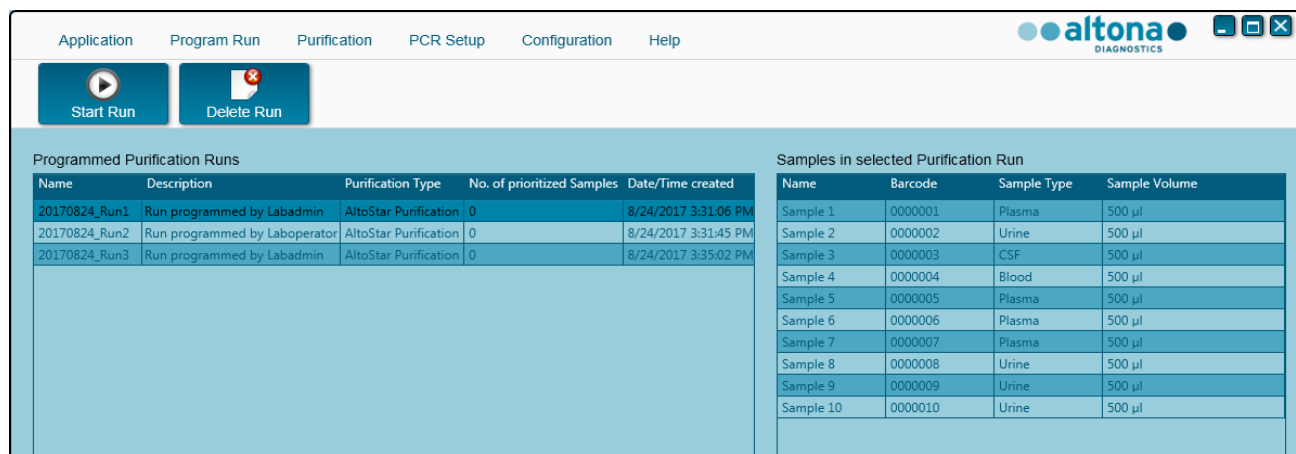 Application Program Run Purification PCR Setup Configuration Help
altona
DIAGNOSTICS
Start Run Delete Run
Programmed Purification Runs
Name Description Purification Type No. of prioritized Samples Date/Time created
20170824_Run1 Run programmed by Labadmin AltoStar Purification 0 8/24/2017 3:31:06 PM
20170824_Run2 Run programmed by Laboperator AltoStar Purification 0 8/24/2017 3:31:45 PM
20170824_Run3 Run programmed by Labadmin AltoStar Purification 0 8/24/2017 3:35:02 PM
Samples in selected Purification Run
Name Barcode Sample Type Sample Volume
Sample 1 0000001 Plasma 500 µl
Sample 2 0000002 Urine 500 µl
Sample 3 0000003 CSF 500 µl
Sample 4 0000004 Blood 500 µl
Sample 5 0000005 Plasma 500 µl
Sample 6 0000006 Plasma 500 µl
Sample 7 0000007 Plasma 500 µl
Sample 8 0000008 Urine 500 µl
Sample 9 0000009 Urine 500 µl
Sample 10 0000010 Urine 500 µl